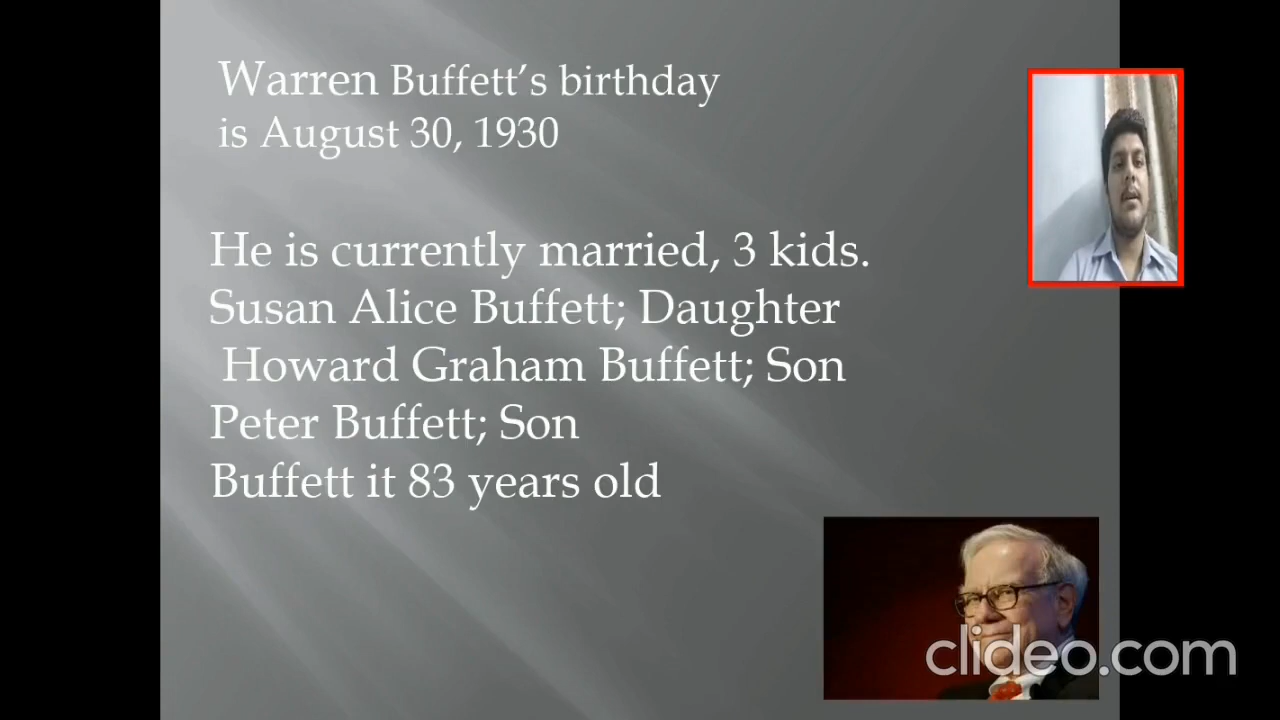 Warren Buffett’s birthday
is August 30, 1930
He is currently married, 3 kids.
Susan Alice Buffett; Daughter
Howard Graham Buffett; Son
Peter Buffett; Son
Buffett it 83 years old
clideo.com